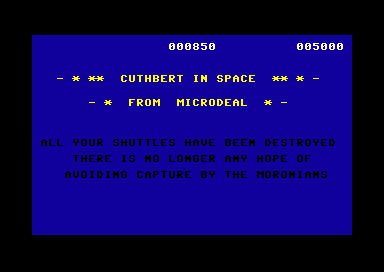 000850 005000
- * ** CUTHBERT IN SPACE ** * -
- * FROM MICRODEAL * -
ALL YOUR SHUTTLES HAVE BEEN DESTROYED
THERE IS NO LONGER ANY HOPE OF
AVOIDING CAPTURE BY THE MORONIANS